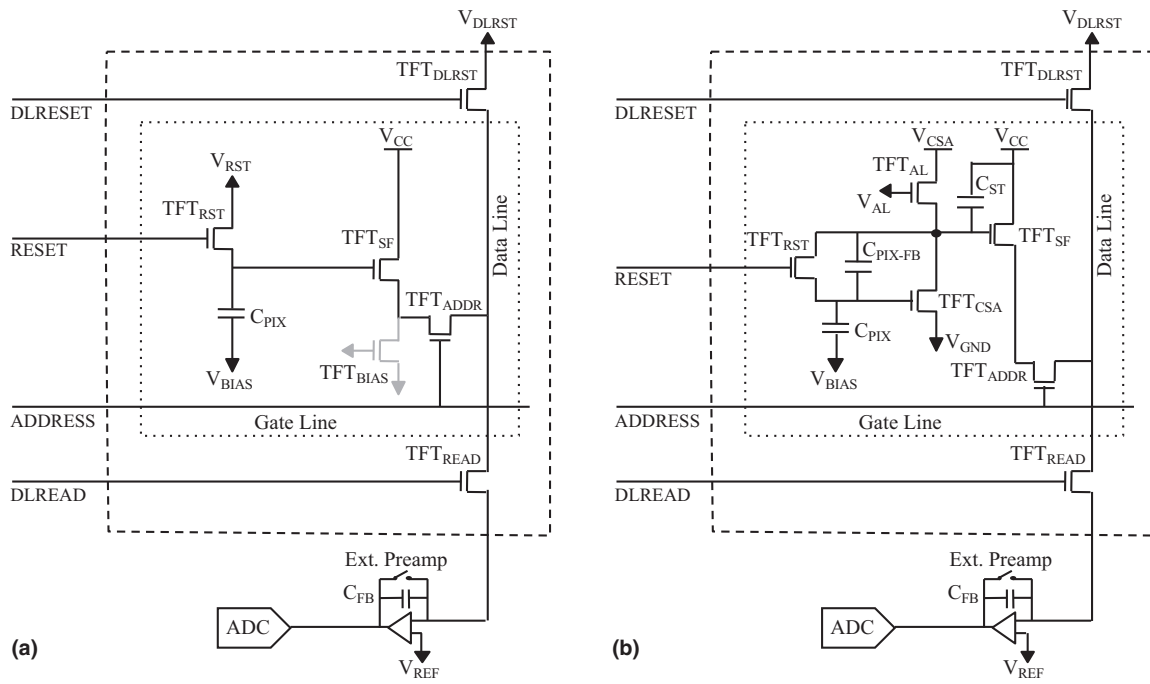 V_DLRST
TFT_DLRST
DLRESET
V_CC
V_RST
TFT_RST
RESET
TFT_SF
Data Line
TFT_ADDR
C_PIX
TFT_BIAS
V_BIAS
ADDRESS
Gate Line
TFT_READ
DLREAD
Ext. Preamp
C_FB
ADC
V_REF
(a)
V_DLRST
TFT_DLRST
DLRESET
V_CSA
V_CC
TFT_AL
C_ST
V_AL
TFT_RST
C_PIX-FB
TFT_SF
Data Line
RESET
TFT_CSA
C_PIX
V_GND
V_BIAS
TFT_ADDR
ADDRESS
Gate Line
TFT_READ
DLREAD
Ext. Preamp
C_FB
ADC
V_REF
(b)